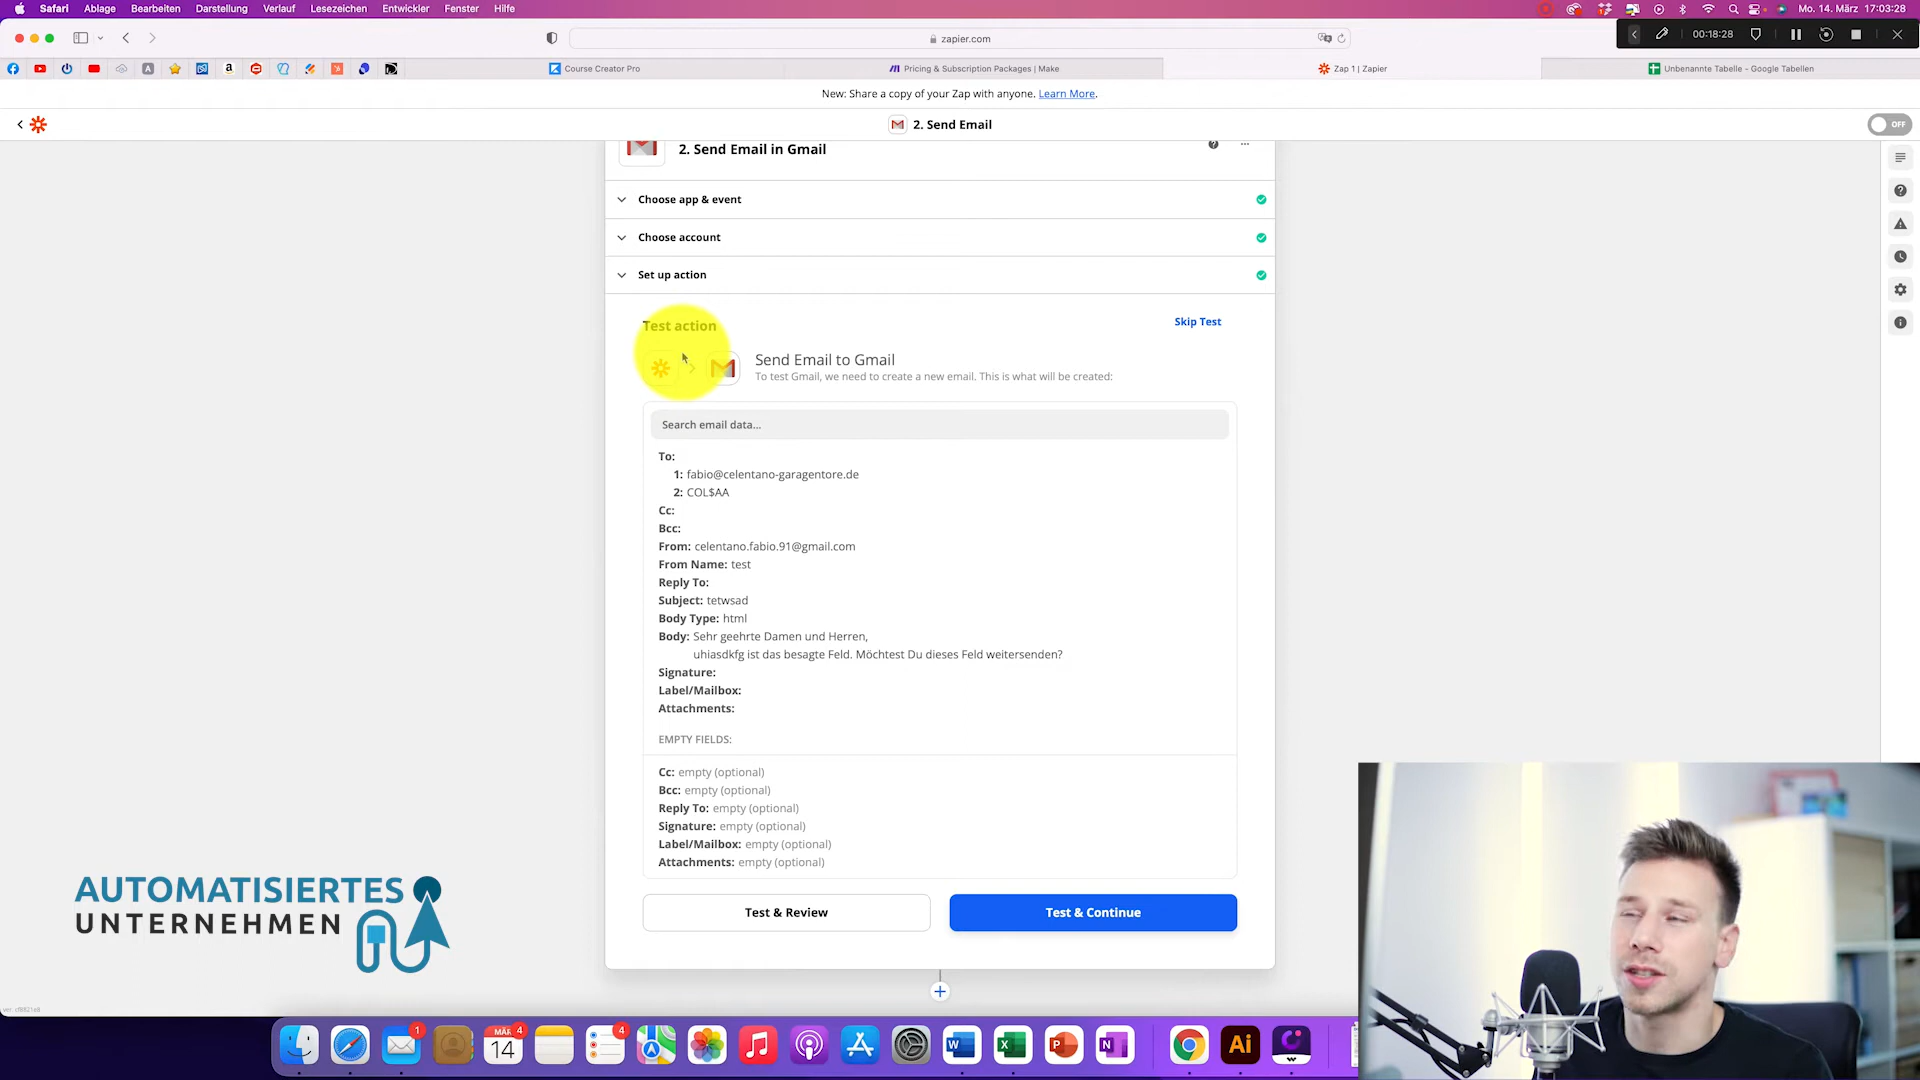 Safari Ablage Bearbeiten Darstellung Verlauf Lesezeichen Entwickler Fenster Hilfe
Mo. 14. März 17:03:28
zapier.com
00:18:28
Course Creator Pro
Pricing & Subscription Packages | Make
Zap 1 | Zapier
Unbenannte Tabelle – Google Tabellen
New: Share a copy of your Zap with anyone. Learn More.
2. Send Email
OFF
2. Send Email in Gmail
Choose app & event
Choose account
Set up action
Test action
Skip Test
Send Email to Gmail
To test Gmail, we need to create a new email. This is what will be created:
Search email data...
To:
1: fabio@celentano-garagentore.de
2: COL$AA
Cc:
Bcc:
From: celentano.fabio.91@gmail.com
From Name: test
Reply To:
Subject: tetwsad
Body Type: html
Body: Sehr geehrte Damen und Herren,
uhiasdkfg ist das besagte Feld. Möchtest Du dieses Feld weitersenden?
Signature:
Label/Mailbox:
Attachments:
EMPTY FIELDS:
Cc: empty (optional)
Bcc: empty (optional)
Reply To: empty (optional)
Signature: empty (optional)
Label/Mailbox: empty (optional)
Attachments: empty (optional)
Test & Review
Test & Continue
AUTOMATISIERTES
UNTERNEHMEN
1
MÄR
4
14
4
W
X
P
N
Ai